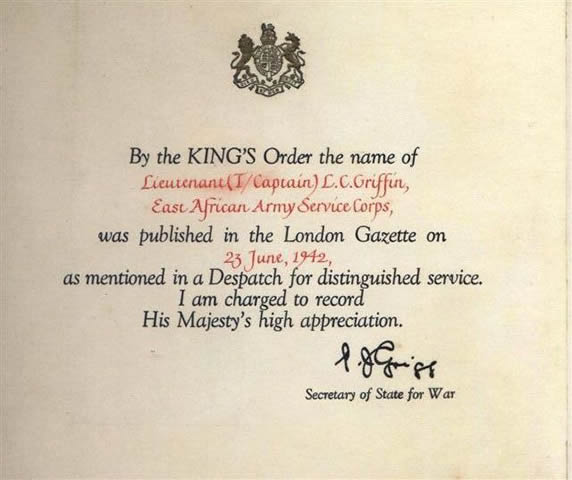 By the KING'S Order the name of
Lieutenant (T/Captain) L.C.Griffin,
East African Army Service Corps,
was published in the London Gazette on
23 June, 1942,
as mentioned in a Despatch for distinguished service.
I am charged to record
His Majesty's high appreciation.
P J Grigg
Secretary of State for War